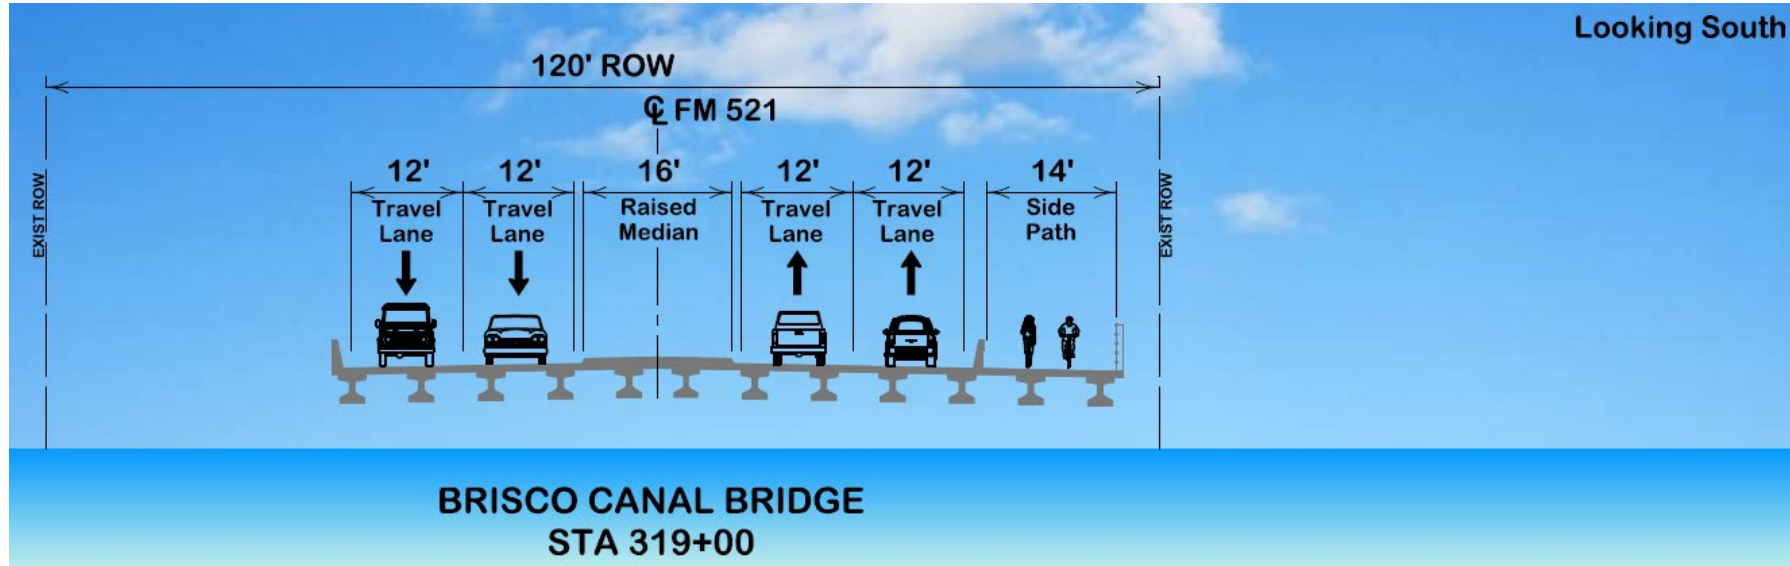 Looking South
120' ROW
℄ FM 521
12'
12'
16'
12'
12'
14'
Travel
Lane
Travel
Lane
Raised
Median
Travel
Lane
Travel
Lane
Side
Path
EXIST ROW
EXIST ROW
BRISCO CANAL BRIDGE
STA 319+00